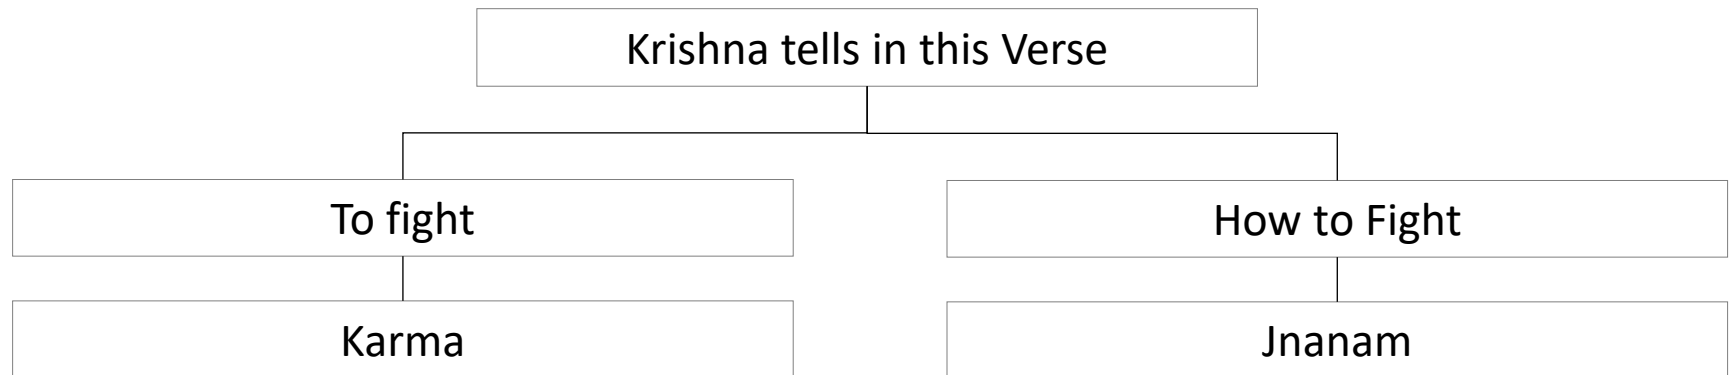 Krishna tells in this Verse
To fight
How to Fight
Karma
Jnanam